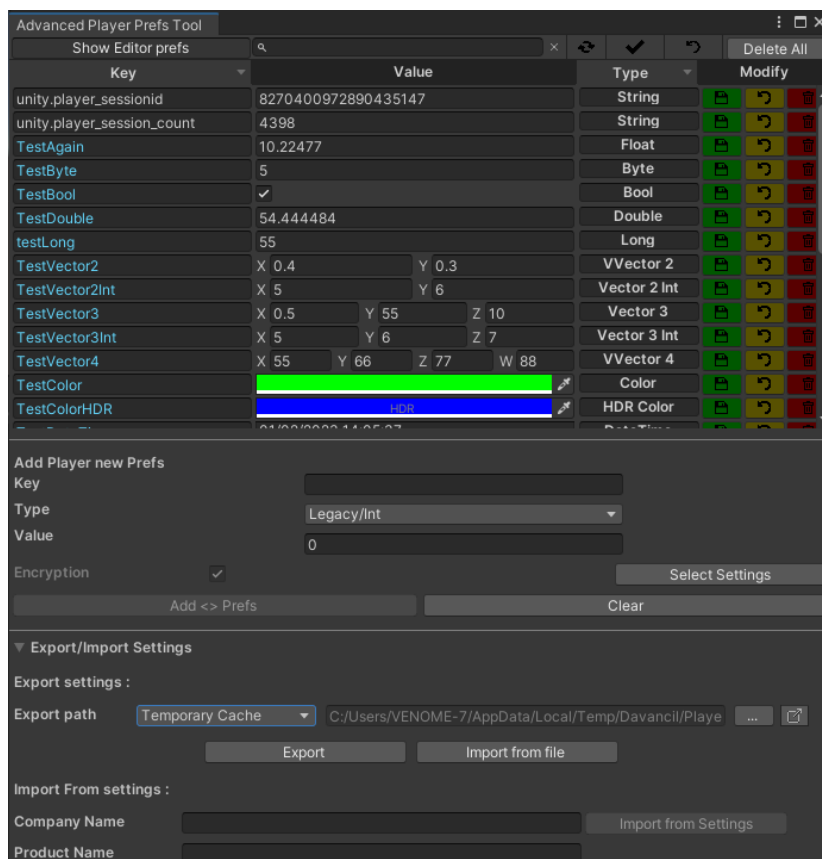 Advanced Player Prefs Tool
Show Editor prefs Delete All
Key Value Type Modify
unity.player_sessionid 8270400972890435147 String
unity.player_session_count 4398 String
TestAgain 10.22477 Float
TestByte 5 Byte
TestBool Bool
TestDouble 54.444484 Double
testLong 55 Long
TestVector2 X 0.4 Y 0.3 VVector 2
TestVector2Int X 5 Y 6 Vector 2 Int
TestVector3 X 0.5 Y 55 Z 10 Vector 3
TestVector3Int X 5 Y 6 Z 7 Vector 3 Int
TestVector4 X 55 Y 66 Z 77 W 88 VVector 4
TestColor Color
TestColorHDR HDR HDR Color
DateTime
Add Player new Prefs
Key
Type Legacy/Int
Value 0
Encryption Select Settings
Add <> Prefs Clear
Export/Import Settings
Export settings :
Export path Temporary Cache C:/Users/VENOME-7/AppData/Local/Temp/Davancil/Playe ...
Export Import from file
Import From settings :
Company Name Import from Settings
Product Name